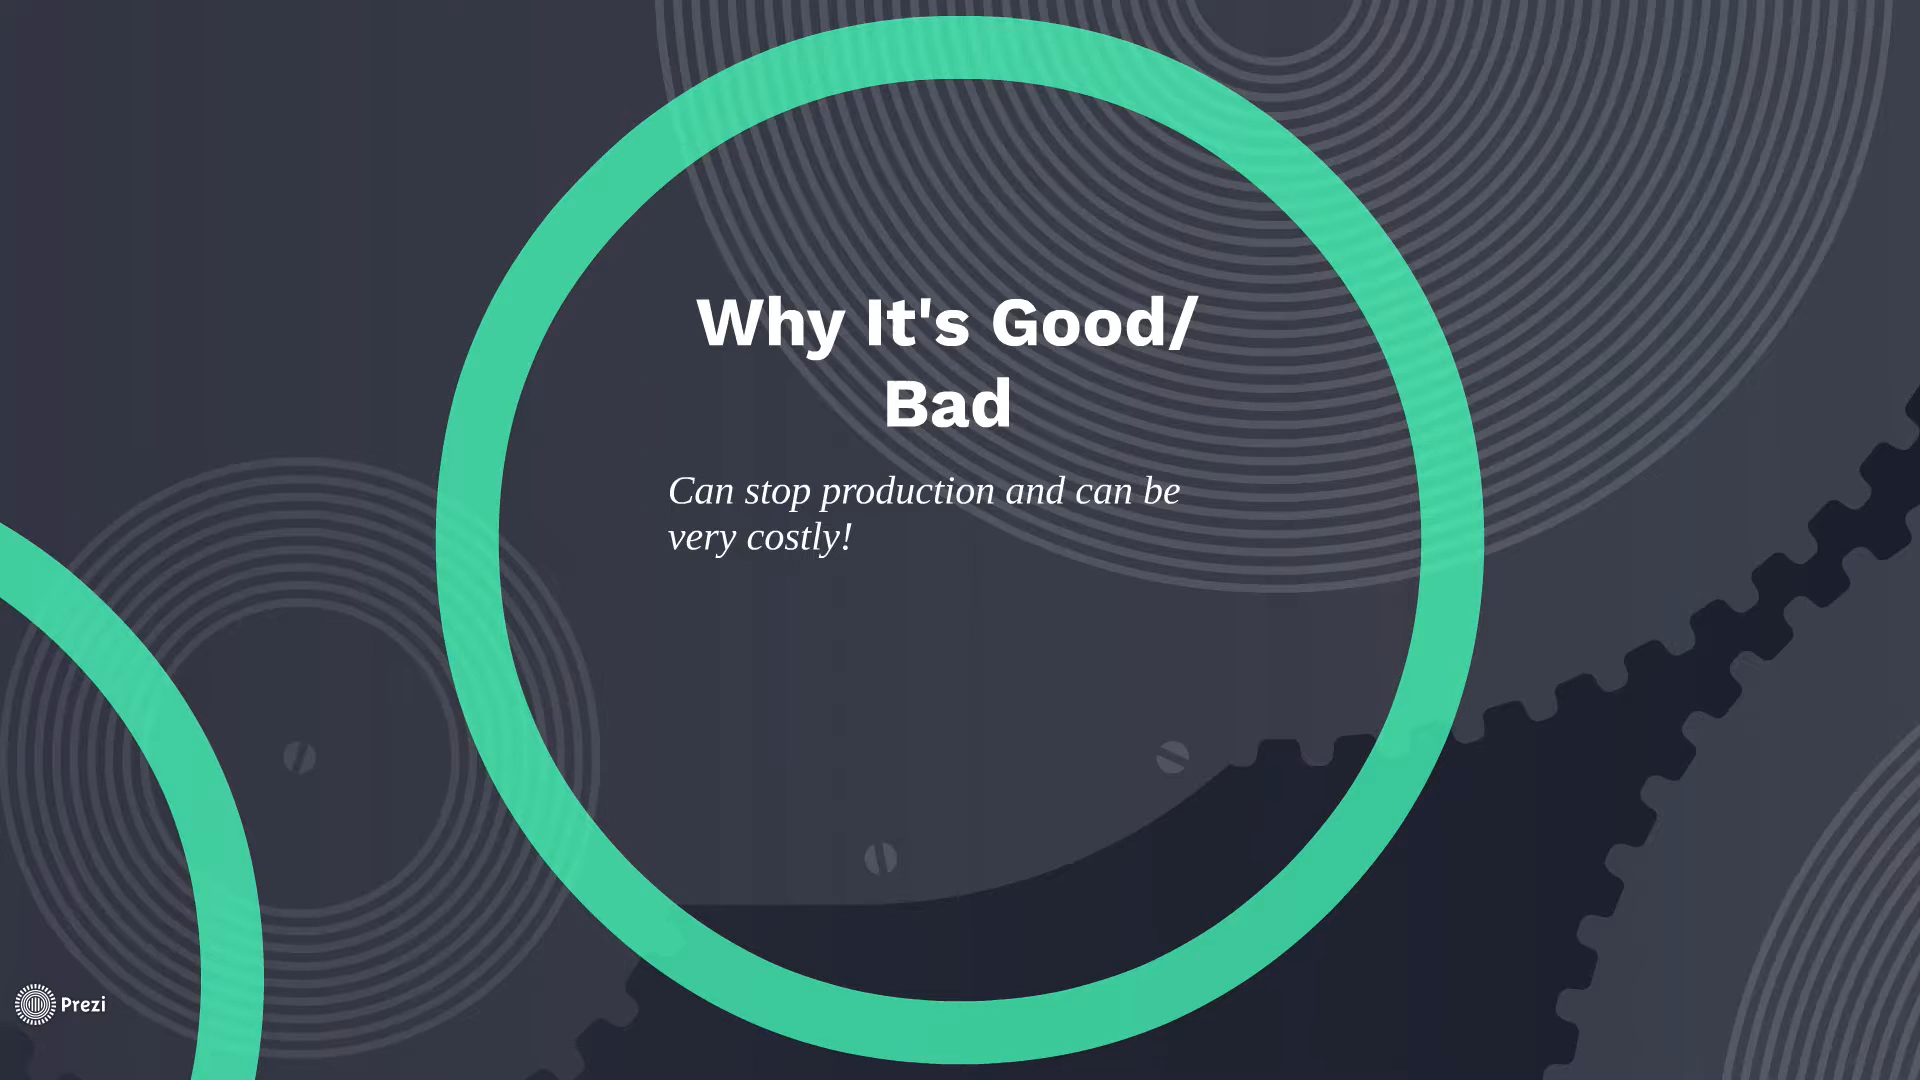 Why It's Good/
Bad
Can stop production and can be
very costly!
Prezi